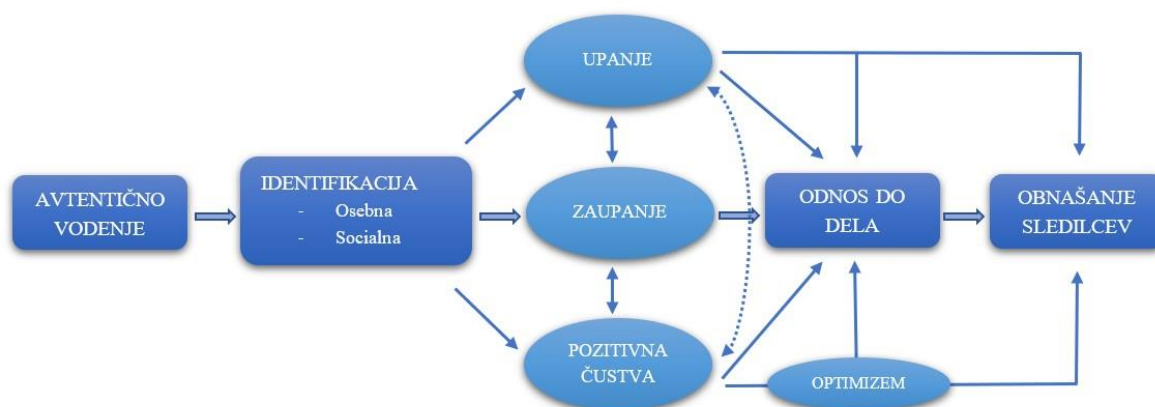 UPANJE
AVTENTIČNO
VODENJE
IDENTIFIKACIJA
- Osebna
- Socialna
ZAUPANJE
ODNOS DO
DELA
OBNAŠANJE
SLEDILCEV
POZITIVNA
ČUSTVA
OPTIMIZEM